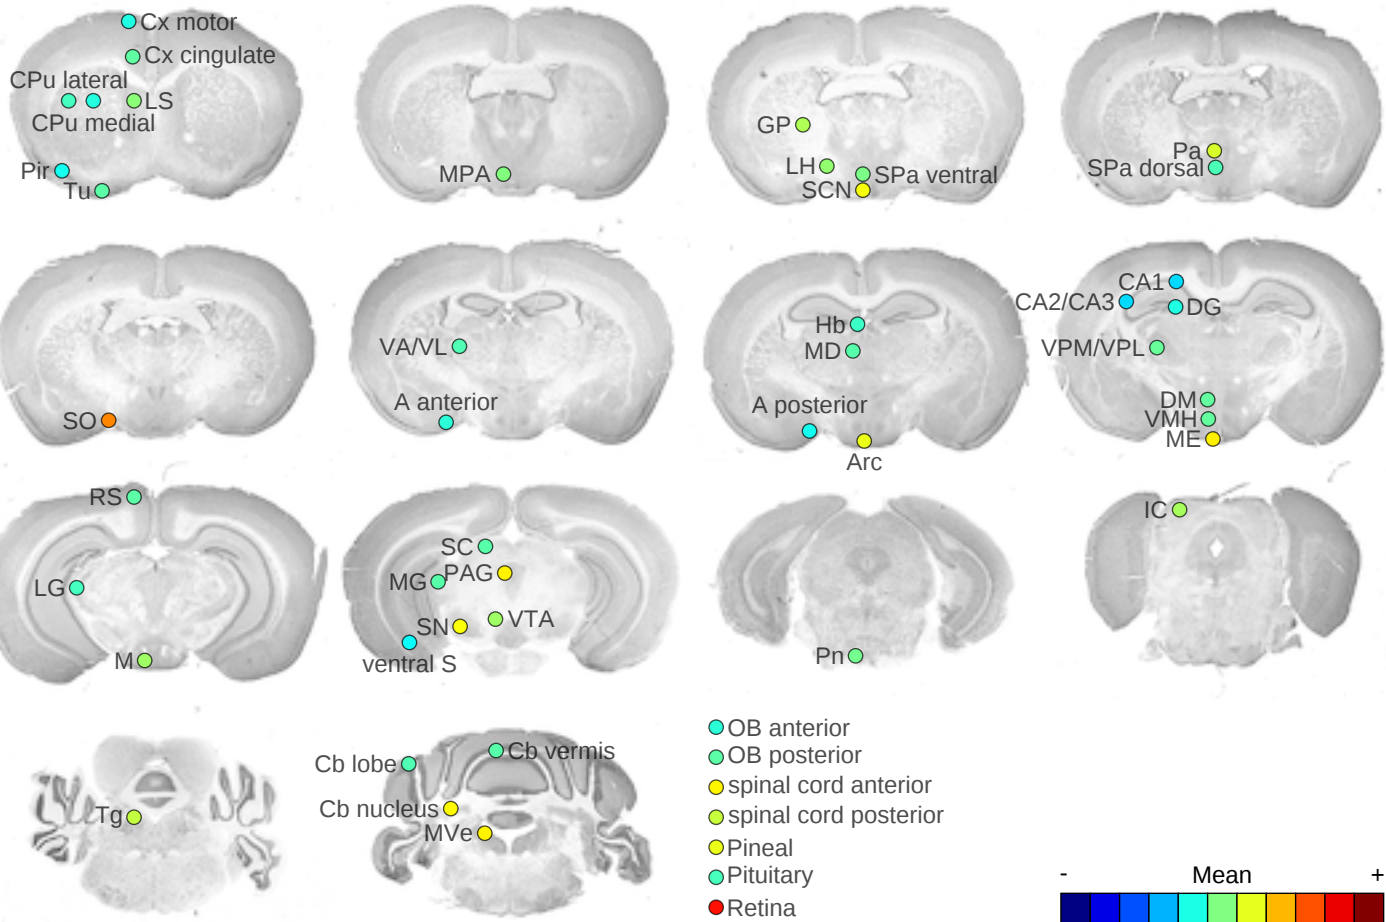 Cx motor
Cx cingulate
CPu lateral
LS
CPu medial
Pir
Tu
MPA
GP
LH
SPa ventral
SCN
Pa
SPa dorsal
SO
VA/VL
A anterior
Hb
MD
A posterior
Arc
CA1
CA2/CA3
DG
VPM/VPL
DM
VMH
ME
RS
LG
M
SC
PAG
MG
VTA
SN
ventral S
Pn
IC
Tg
Cb vermis
Cb lobe
Cb nucleus
MVe
OB anterior
OB posterior
spinal cord anterior
spinal cord posterior
Pineal
Pituitary
Retina
- Mean +